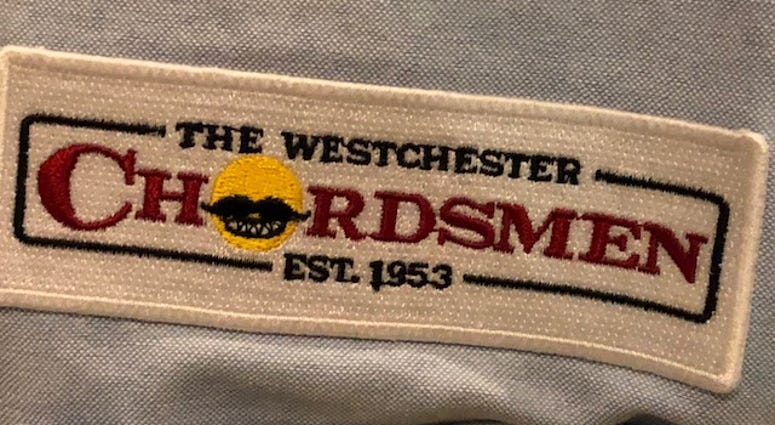 THE WESTCHESTER
CHORDSMEN
EST. 1953